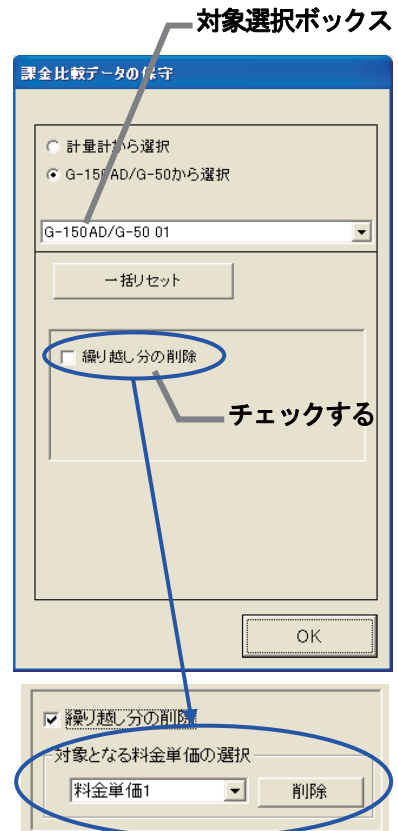 対象選択ボックス
課金比較データの保守
計量計から選択
G-150AD/G-50から選択
G-150AD/G-50 01
一括リセット
繰り越し分の削除
チェックする
OK
繰り越し分の削除
対象となる料金単価の選択
料金単価1
削除